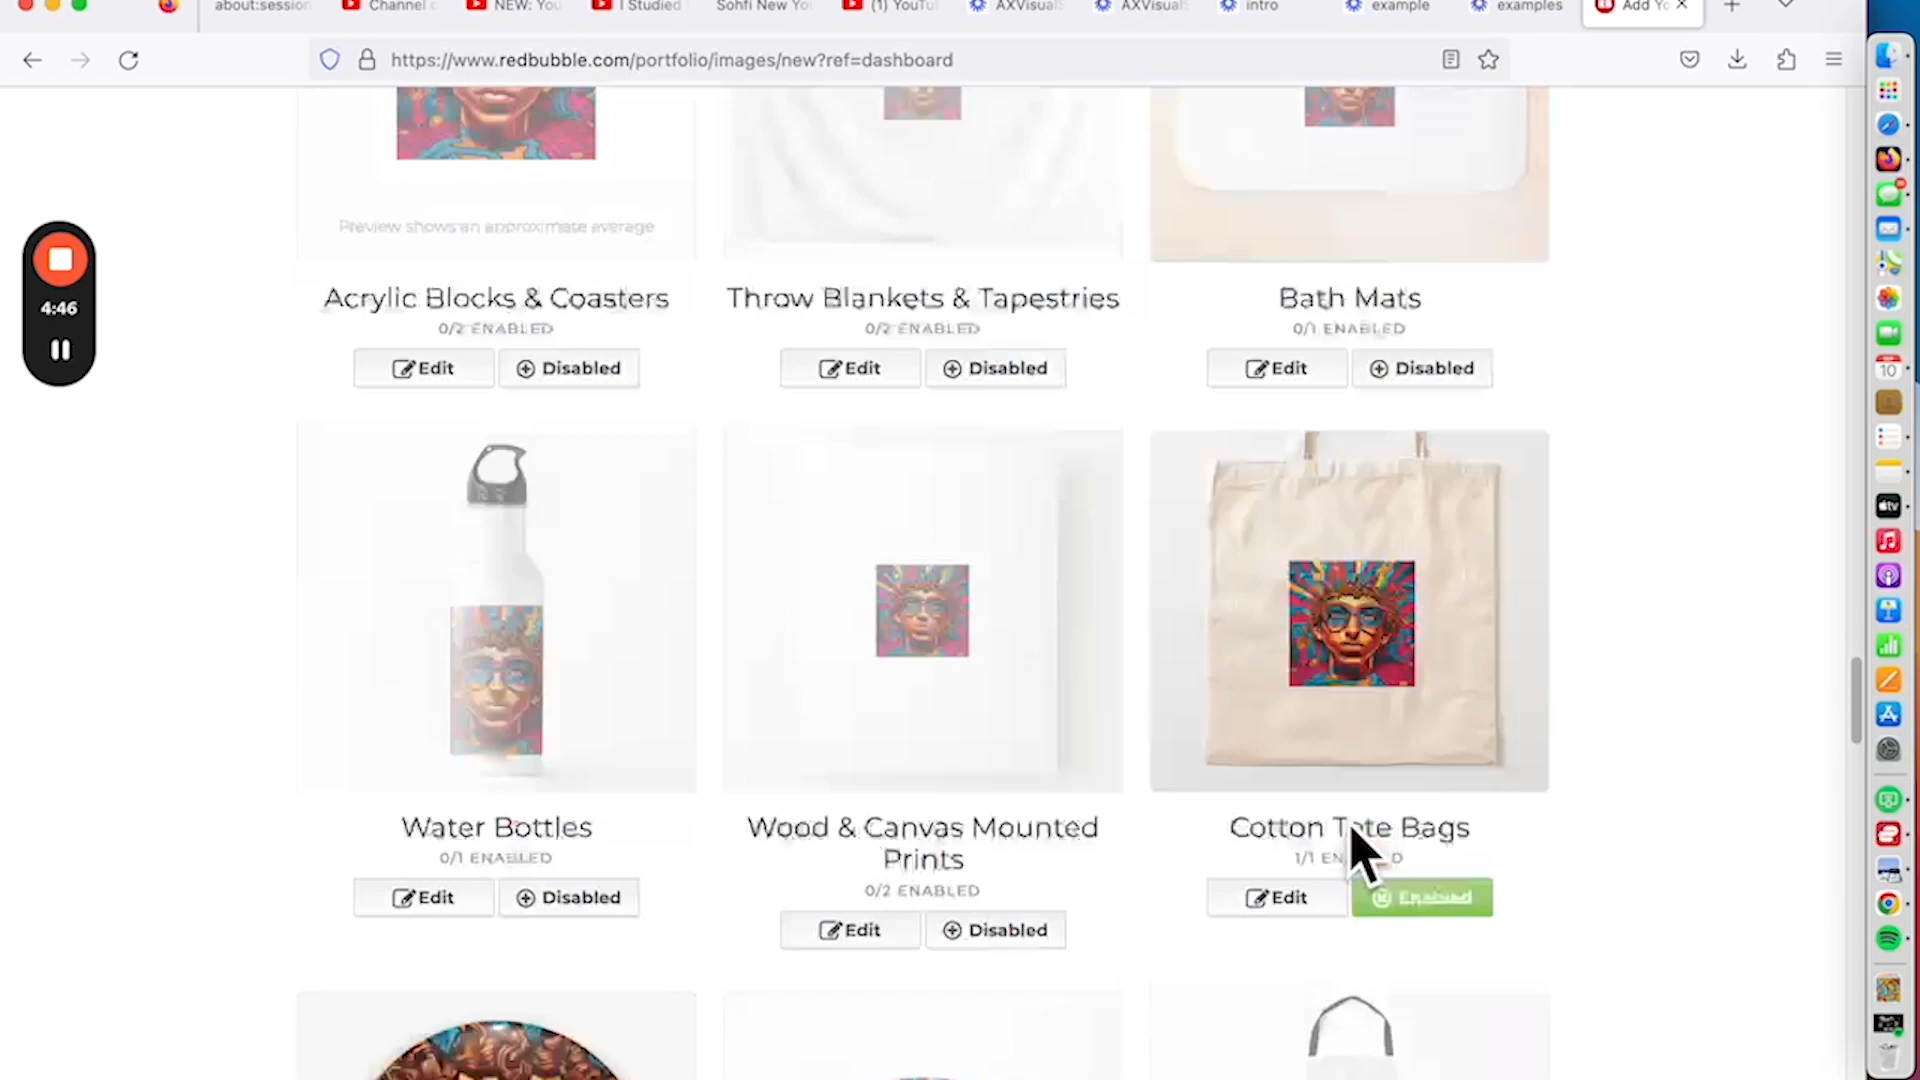 about:session
Channel
NEW: You
I Studied
Sohfi New Yo
(1) YouTu
AXVisual
AXVisual
intro
example
examples
Add Yo
https://www.redbubble.com/portfolio/images/new?ref=dashboard
4:46
Preview shows an approximate average
Acrylic Blocks & Coasters
0/2 ENABLED
Edit
Disabled
Throw Blankets & Tapestries
0/2 ENABLED
Edit
Disabled
Bath Mats
0/1 ENABLED
Edit
Disabled
Water Bottles
0/1 ENABLED
Edit
Disabled
Wood & Canvas Mounted
Prints
0/2 ENABLED
Edit
Disabled
Cotton Tote Bags
1/1 EN D
Edit
Enabled
10
tv